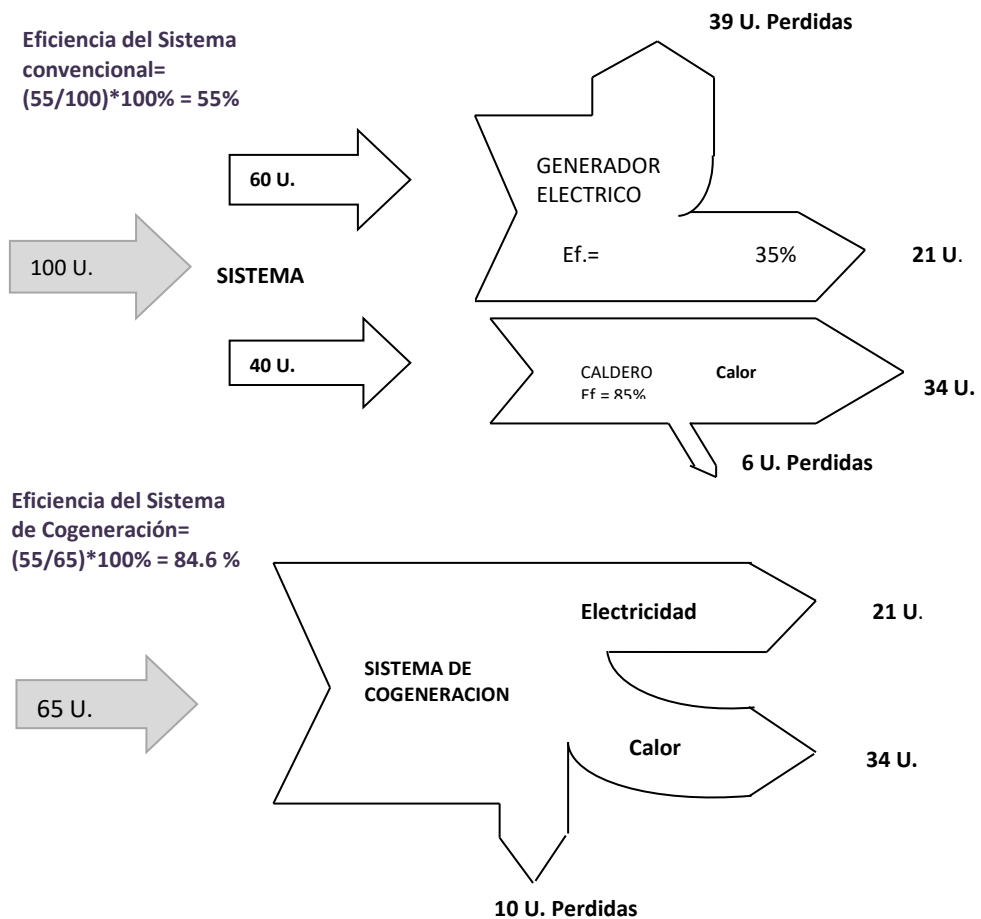 39 U. Perdidas
Eficiencia del Sistema
convencional=
(55/100)*100% = 55%
60 U.
GENERADOR
ELECTRICO
Ef.= 35%
21 U.
100 U.
SISTEMA
40 U.
CALDERO
Ef = 85%
Calor
34 U.
6 U. Perdidas
Eficiencia del Sistema
de Cogeneración=
(55/65)*100% = 84.6 %
Electricidad
21 U.
SISTEMA DE
COGENERACION
65 U.
Calor
34 U.
10 U. Perdidas